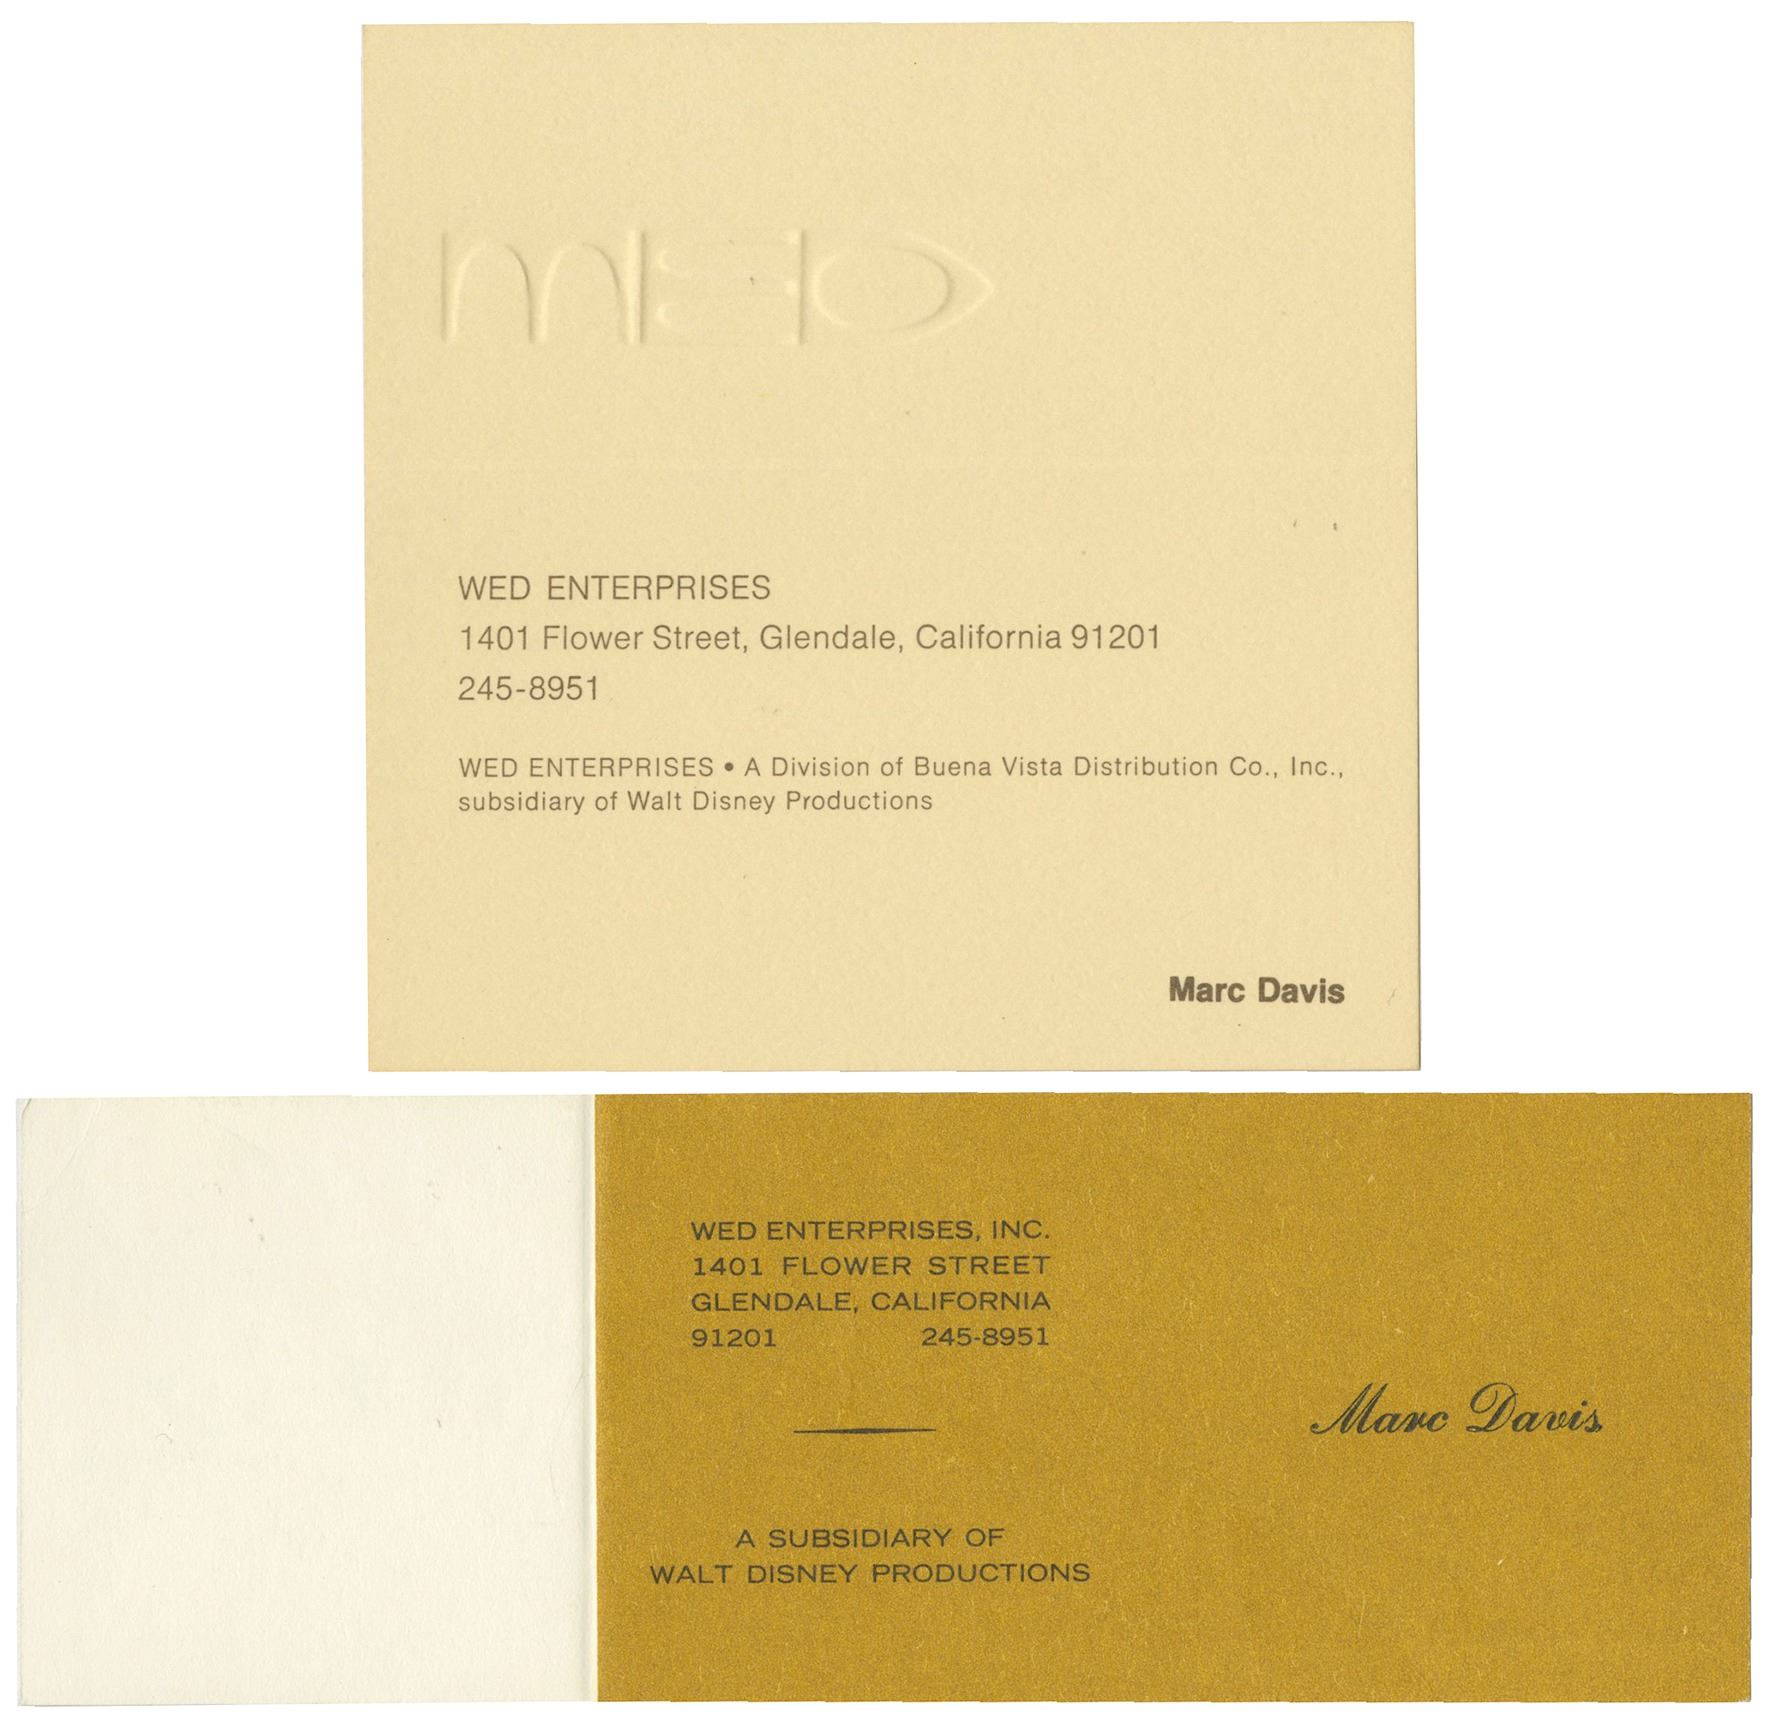 WED
WED ENTERPRISES
1401 Flower Street, Glendale, California 91201
245-8951
WED ENTERPRISES • A Division of Buena Vista Distribution Co., Inc.,
subsidiary of Walt Disney Productions
Marc Davis
WED ENTERPRISES, INC.
1401 FLOWER STREET
GLENDALE, CALIFORNIA
91201 245-8951
Marc Davis
A SUBSIDIARY OF
WALT DISNEY PRODUCTIONS